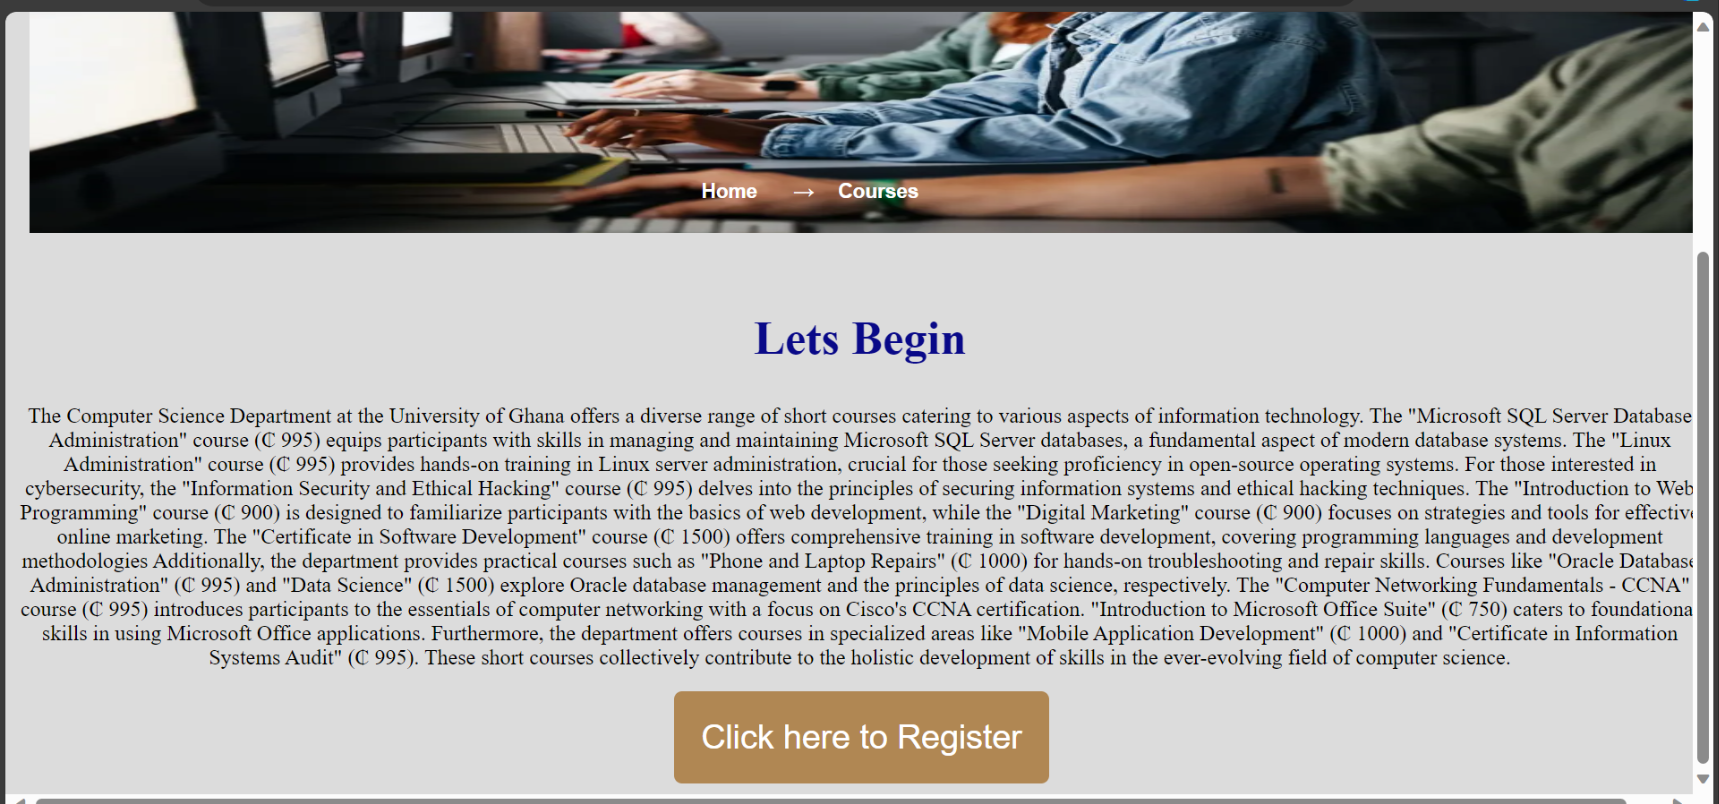 Home → Courses
Lets Begin
The Computer Science Department at the University of Ghana offers a diverse range of short courses catering to various aspects of information technology. The "Microsoft SQL Server Database
Administration" course (₵ 995) equips participants with skills in managing and maintaining Microsoft SQL Server databases, a fundamental aspect of modern database systems. The "Linux
Administration" course (₵ 995) provides hands-on training in Linux server administration, crucial for those seeking proficiency in open-source operating systems. For those interested in
cybersecurity, the "Information Security and Ethical Hacking" course (₵ 995) delves into the principles of securing information systems and ethical hacking techniques. The "Introduction to Web
Programming" course (₵ 900) is designed to familiarize participants with the basics of web development, while the "Digital Marketing" course (₵ 900) focuses on strategies and tools for effective
online marketing. The "Certificate in Software Development" course (₵ 1500) offers comprehensive training in software development, covering programming languages and development
methodologies Additionally, the department provides practical courses such as "Phone and Laptop Repairs" (₵ 1000) for hands-on troubleshooting and repair skills. Courses like "Oracle Database
Administration" (₵ 995) and "Data Science" (₵ 1500) explore Oracle database management and the principles of data science, respectively. The "Computer Networking Fundamentals - CCNA"
course (₵ 995) introduces participants to the essentials of computer networking with a focus on Cisco's CCNA certification. "Introduction to Microsoft Office Suite" (₵ 750) caters to foundationa
skills in using Microsoft Office applications. Furthermore, the department offers courses in specialized areas like "Mobile Application Development" (₵ 1000) and "Certificate in Information
Systems Audit" (₵ 995). These short courses collectively contribute to the holistic development of skills in the ever-evolving field of computer science.
Click here to Register